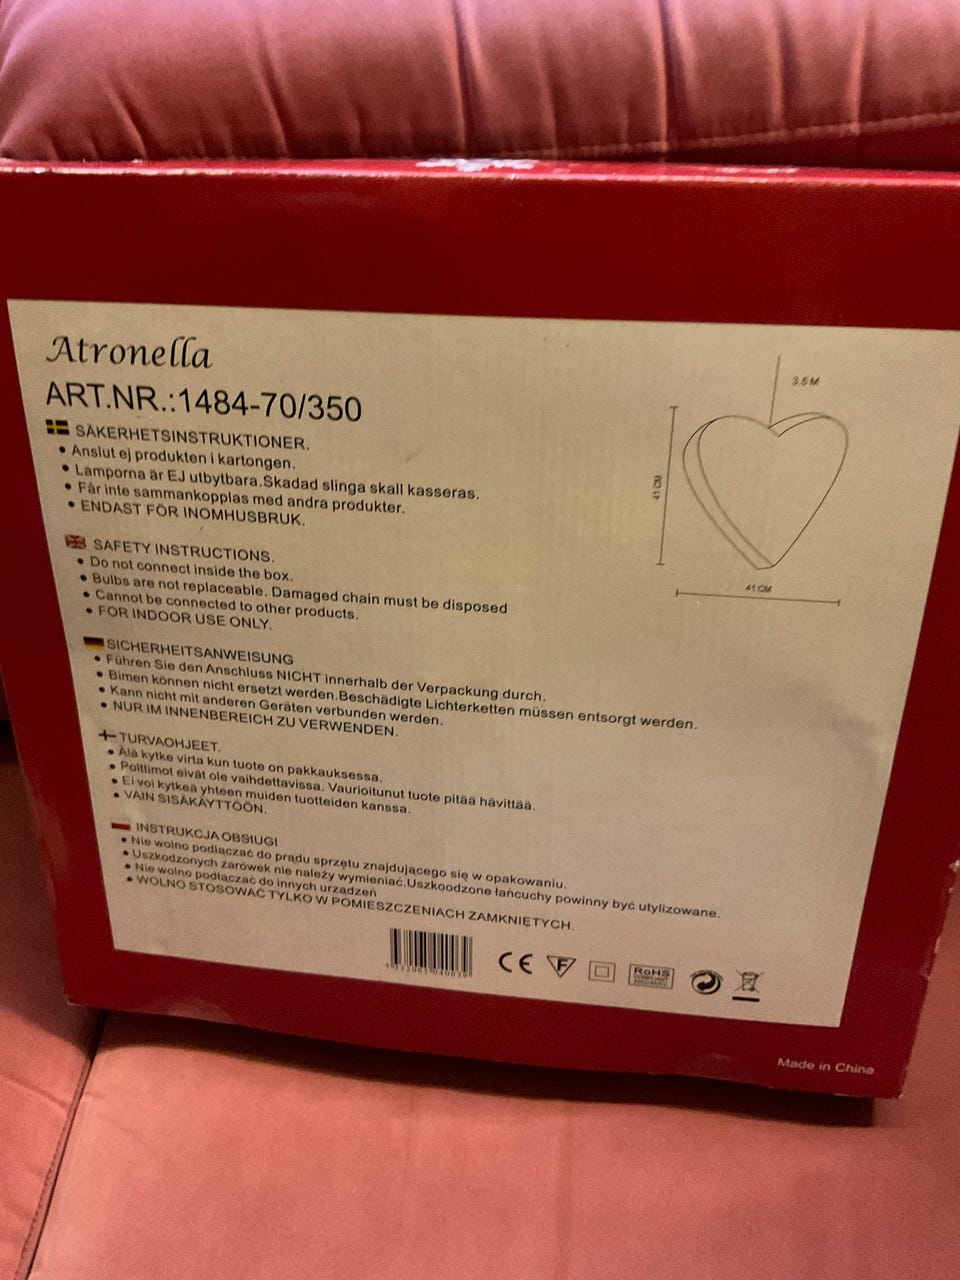 Atronella
ART.NR.:1484-70/350
SÄKERHETSINSTRUKTIONER.
• Anslut ej produkten i kartongen.
• Lamporna är EJ utbytbara.Skadad slinga skall kasseras.
• Får inte sammankopplas med andra produkter.
• ENDAST FÖR INOMHUSBRUK.
SAFETY INSTRUCTIONS.
• Do not connect inside the box.
• Bulbs are not replaceable. Damaged chain must be disposed
• Cannot be connected to other products.
• FOR INDOOR USE ONLY.
SICHERHEITSANWEISUNG
• Führen Sie den Anschluss NICHT innerhalb der Verpackung durch.
• Bimen können nicht ersetzt werden.Beschädigte Lichterketten müssen entsorgt werden.
• Kann nicht mit anderen Geräten verbunden werden.
• NUR IM INNENBEREICH ZU VERWENDEN.
TURVAOHJEET.
• Älä kytke virta kun tuote on pakkauksessa.
• Polttimot eivät ole vaihdettavissa. Vaurioitunut tuote pitää hävittää.
• Ei voi kytkeä yhteen muiden tuotteiden kanssa.
• VAIN SISÄKÄYTTÖÖN.
INSTRUKCJA OBSIUGI
• Nie wolno podłaczać do prądu sprzętu znajdującego się w opakowaniu.
• Uszkodzonych żarówek nie należy wymieniać.Uszkoodzone łańcuchy powinny być utylizowane.
• Nie wolno podłączać do innych urzadzeń
• WOLNO STOSOWAĆ TYLKO W POMIESZCZENIACH ZAMKNIĘTYCH.
3.5 M
41 CM
41 CM
CE
F
RoHS
COMPLIANT
Made in China